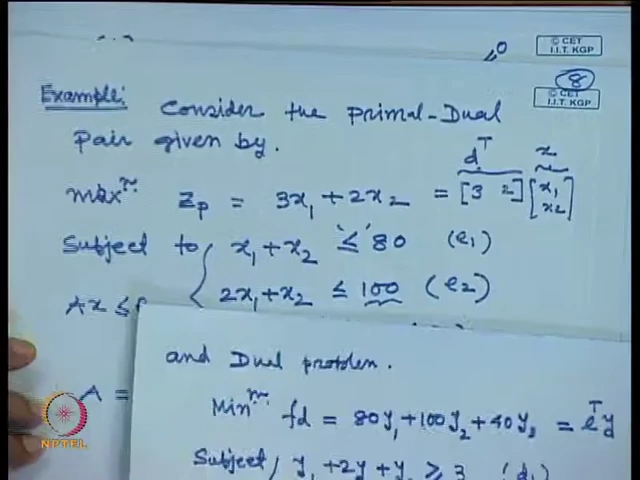 © CET
I.I.T. KGP
8
© CET
I.I.T. KGP
Example: Consider the primal-Dual
Pair given by.
d^T x
max^m. Zp = 3x₁ + 2x₂ = [3 2] [x₁ x₂]
Subject to x₁ + x₂ ≤ 80 (e₁)
2x₁ + x₂ ≤ 100 (e₂)
Ax ≤
and Dual problem.
A =
Min^m fd = 80y₁ + 100y₂ + 40y₃ = e^T y
Subject y₁ + 2y + y ≥ 3 (d₁)
NPTEL